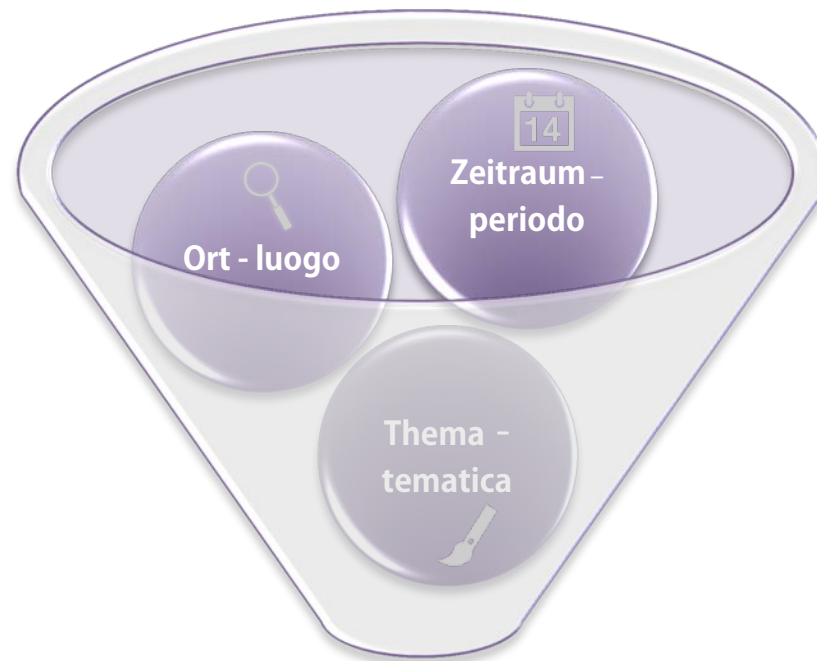 14
Zeitraum –
periodo
Ort - luogo
Thema -
tematica